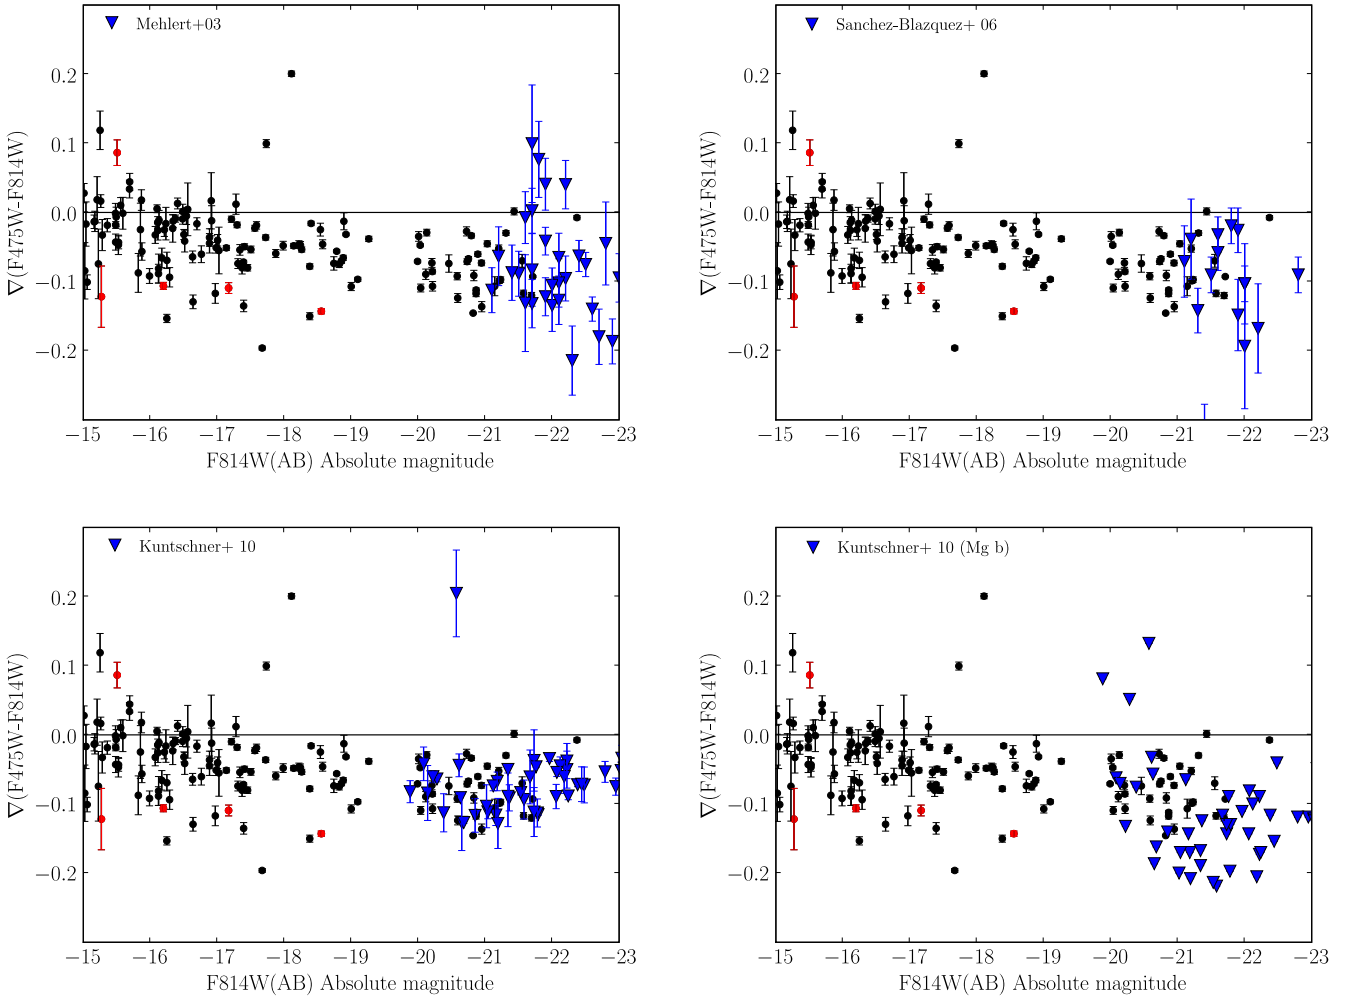 Mehlert+03
0.2
0.1
0.0
−0.1
−0.2
∇(F475W-F814W)
−15 −16 −17 −18 −19 −20 −21 −22 −23
F814W(AB) Absolute magnitude
Sanchez-Blazquez+ 06
0.2
0.1
0.0
−0.1
−0.2
∇(F475W-F814W)
−15 −16 −17 −18 −19 −20 −21 −22 −23
F814W(AB) Absolute magnitude
Kuntschner+ 10
0.2
0.1
0.0
−0.1
−0.2
∇(F475W-F814W)
−15 −16 −17 −18 −19 −20 −21 −22 −23
F814W(AB) Absolute magnitude
Kuntschner+ 10 (Mg b)
0.2
0.1
0.0
−0.1
−0.2
∇(F475W-F814W)
−15 −16 −17 −18 −19 −20 −21 −22 −23
F814W(AB) Absolute magnitude